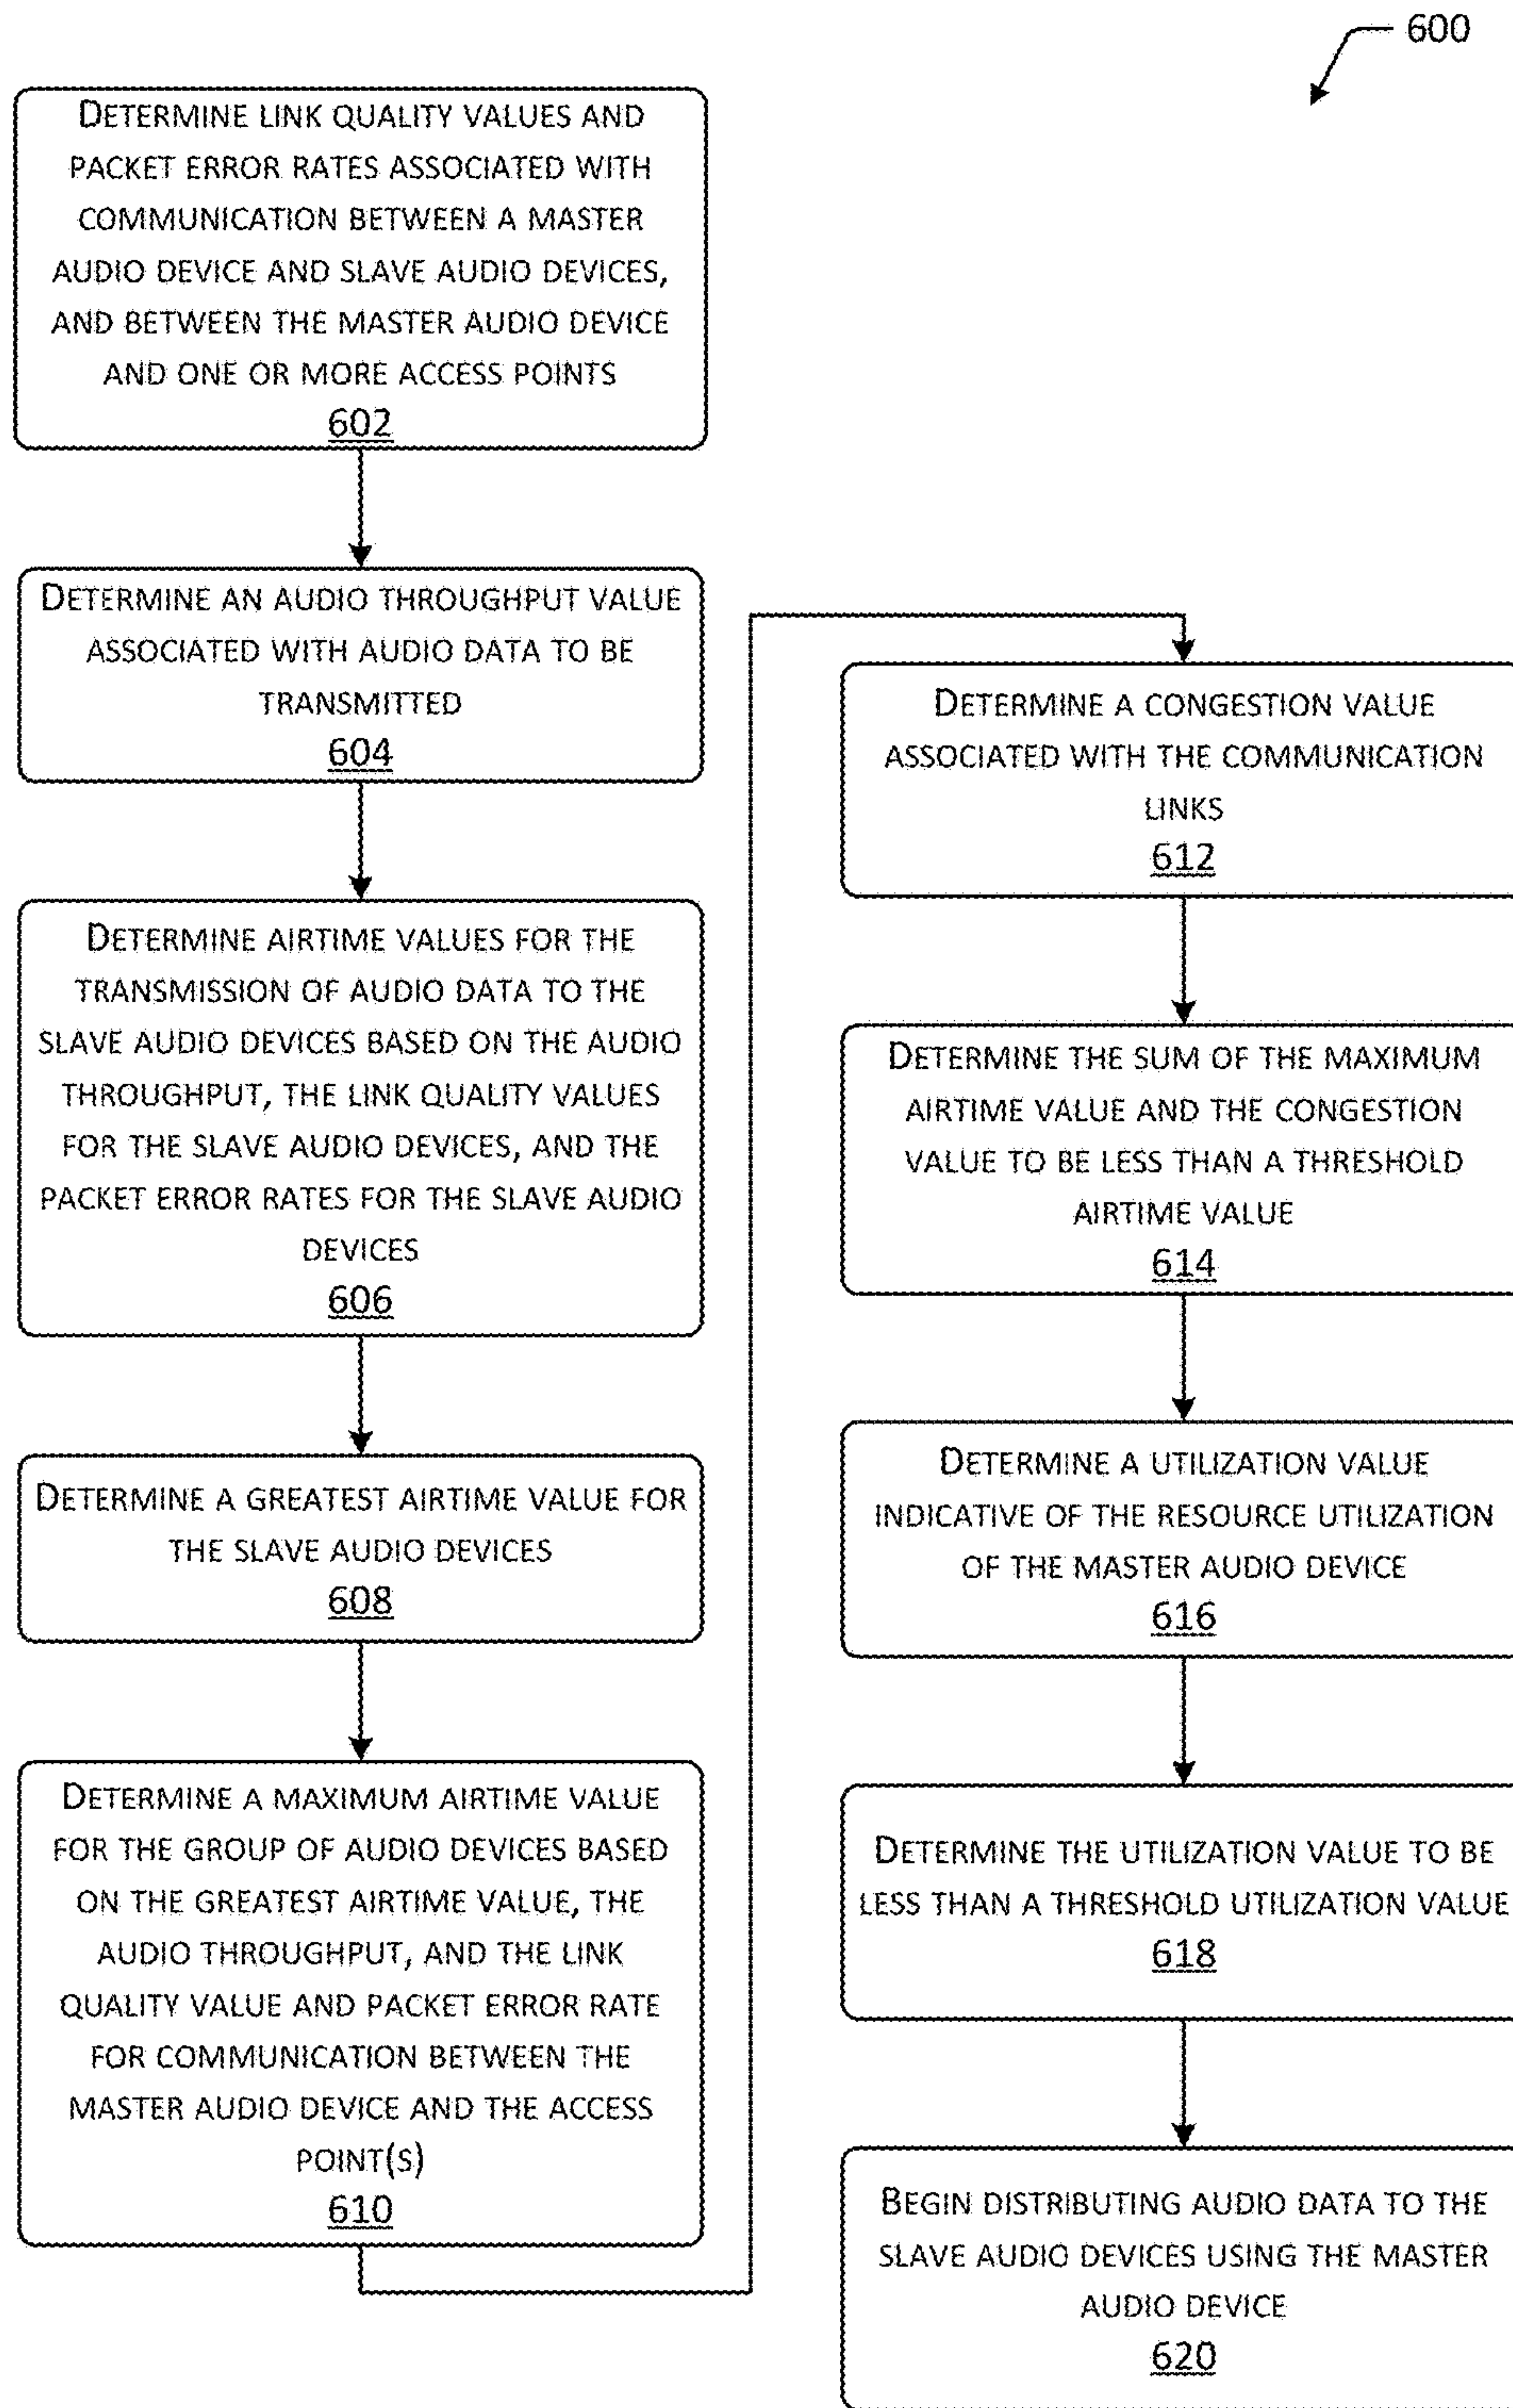 600
DETERMINE LINK QUALITY VALUES AND
PACKET ERROR RATES ASSOCIATED WITH
COMMUNICATION BETWEEN A MASTER
AUDIO DEVICE AND SLAVE AUDIO DEVICES,
AND BETWEEN THE MASTER AUDIO DEVICE
AND ONE OR MORE ACCESS POINTS
602
DETERMINE AN AUDIO THROUGHPUT VALUE
ASSOCIATED WITH AUDIO DATA TO BE
TRANSMITTED
604
DETERMINE AIRTIME VALUES FOR THE
TRANSMISSION OF AUDIO DATA TO THE
SLAVE AUDIO DEVICES BASED ON THE AUDIO
THROUGHPUT, THE LINK QUALITY VALUES
FOR THE SLAVE AUDIO DEVICES, AND THE
PACKET ERROR RATES FOR THE SLAVE AUDIO
DEVICES
606
DETERMINE A GREATEST AIRTIME VALUE FOR
THE SLAVE AUDIO DEVICES
608
DETERMINE A MAXIMUM AIRTIME VALUE
FOR THE GROUP OF AUDIO DEVICES BASED
ON THE GREATEST AIRTIME VALUE, THE
AUDIO THROUGHPUT, AND THE LINK
QUALITY VALUE AND PACKET ERROR RATE
FOR COMMUNICATION BETWEEN THE
MASTER AUDIO DEVICE AND THE ACCESS
POINT(S)
610
DETERMINE A CONGESTION VALUE
ASSOCIATED WITH THE COMMUNICATION
LINKS
612
DETERMINE THE SUM OF THE MAXIMUM
AIRTIME VALUE AND THE CONGESTION
VALUE TO BE LESS THAN A THRESHOLD
AIRTIME VALUE
614
DETERMINE A UTILIZATION VALUE
INDICATIVE OF THE RESOURCE UTILIZATION
OF THE MASTER AUDIO DEVICE
616
DETERMINE THE UTILIZATION VALUE TO BE
LESS THAN A THRESHOLD UTILIZATION VALUE
618
BEGIN DISTRIBUTING AUDIO DATA TO THE
SLAVE AUDIO DEVICES USING THE MASTER
AUDIO DEVICE
620